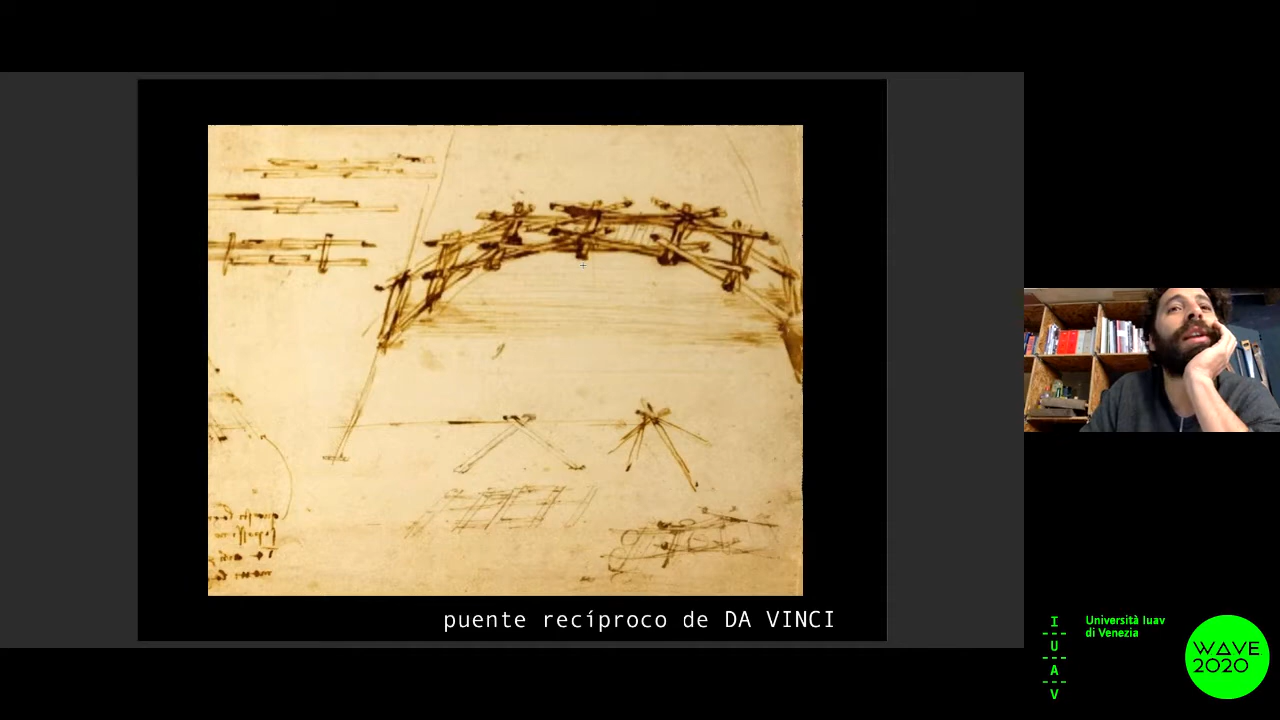 puente recíproco de DA VINCI
I
U
A
V
Università Iuav
di Venezia
WAVE
2020